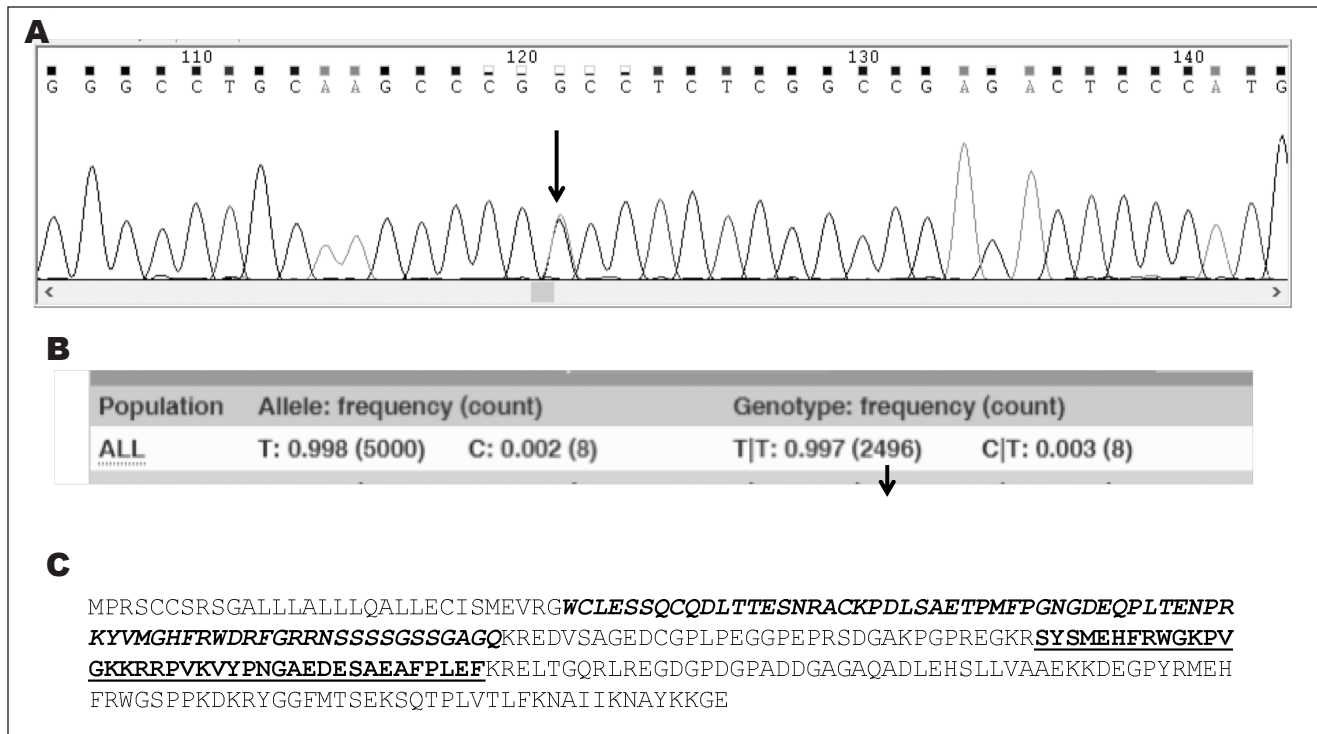 A
110 120 130 140
G G G C C T G C A A G C C C G G C C T C T C G G C C G A G A C T C C C A T G
B
Population Allele: frequency (count) Genotype: frequency (count)
ALL T: 0.998 (5000) C: 0.002 (8) T|T: 0.997 (2496) C|T: 0.003 (8)
C
MPRSCCSRSGALLLALLLQALLECISMEVRGWCLESSQCQDLTTESNRACKPDLSAETPMFPGNGDEQPLTENPR
KYVMGHFRWDRFGRRNSSSSGSSGAGQKREDVSAGEDCGPLPEGGPEPRSDGAKPGPREGKRSYSMEHFRWGKPV
GKKRRPVKVYPNGAEDESAEAFPLEFKRELTGQRLREGDGPDGPADDGAGAQADLEHSLLVAAEKKDEGPYRMEH
FRWGSPPKDKRYGGFMTSEKSQTPLVTLFKNAIIKNAYKKGE